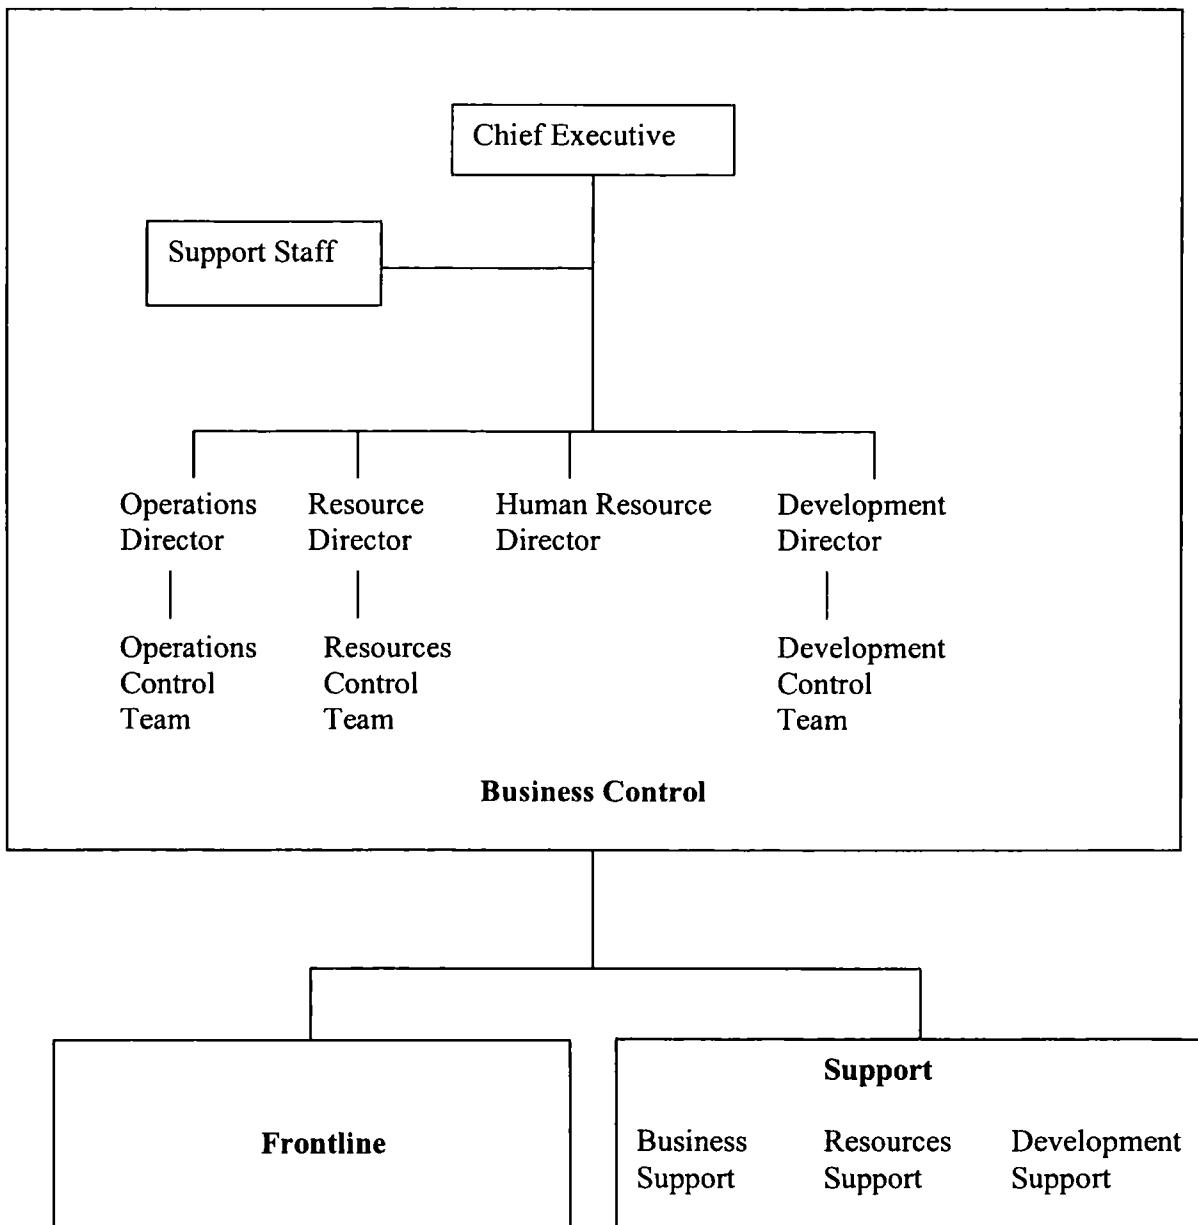 Chief Executive
Support Staff
Operations
Director
Resource
Director
Human Resource
Director
Development
Director
Operations
Control
Team
Resources
Control
Team
Development
Control
Team
Business Control
Frontline
Support
Business
Support
Resources
Support
Development
Support